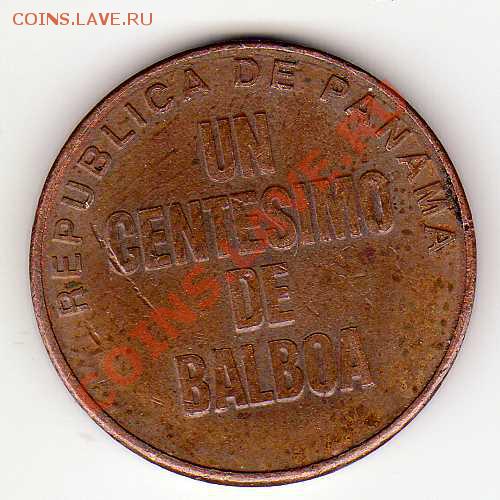 COINS.LAVE.RU
REPUBLICA DE PANAMA
UN
CENTESIMO
DE
BALBOA
COINS.LAVE.RU